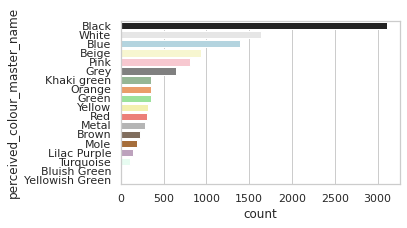 perceived_colour_master_name
Black
White
Blue
Beige
Pink
Grey
Khaki green
Orange
Green
Yellow
Red
Metal
Brown
Mole
Lilac Purple
Turquoise
Bluish Green
Yellowish Green
0 500 1000 1500 2000 2500 3000
count